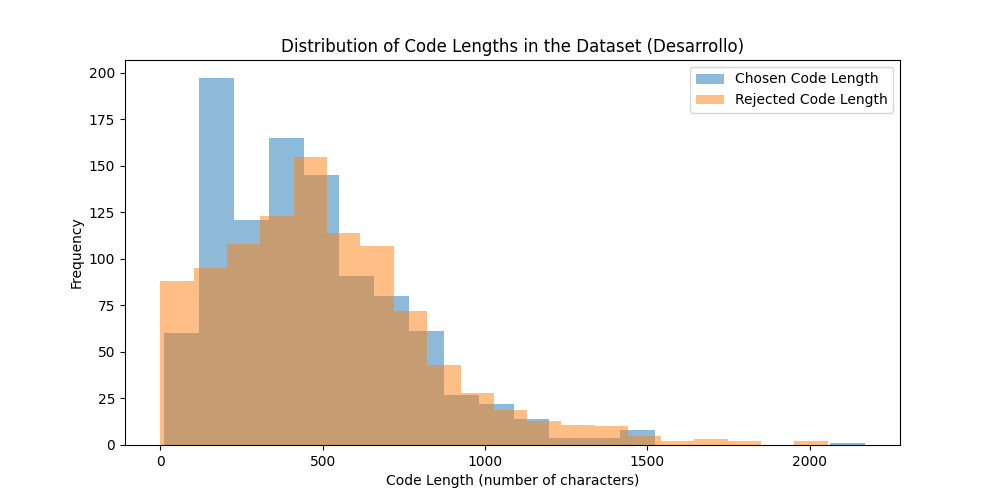 Distribution of Code Lengths in the Dataset (Desarrollo)
Chosen Code Length
Rejected Code Length
Frequency
200
175
150
125
100
75
50
25
0
0 500 1000 1500 2000
Code Length (number of characters)